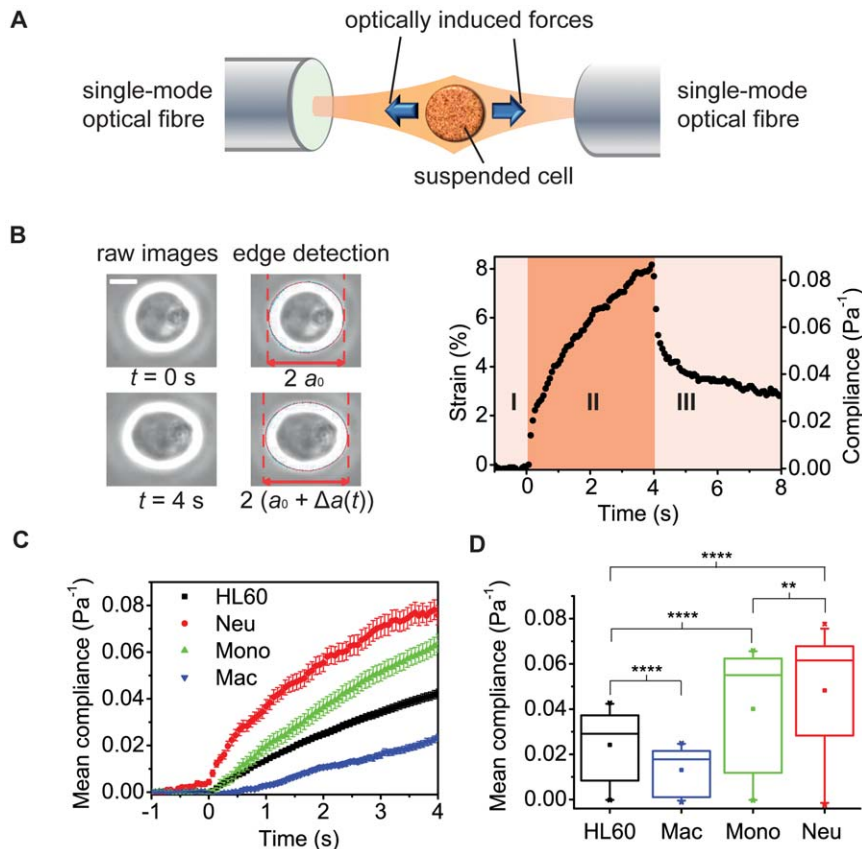 A
optically induced forces
single-mode
optical fibre
single-mode
optical fibre
suspended cell
B
raw images
edge detection
t = 0 s
2 a₀
t = 4 s
2 (a₀ + Δa(t))
8
6
4
2
0
Strain (%)
I
II
III
0.08
0.06
0.04
0.02
0.00
Compliance (Pa⁻¹)
0
2
4
6
8
Time (s)
C
Mean compliance (Pa⁻¹)
0.08
0.06
0.04
0.02
0.00
HL60
Neu
Mono
Mac
-1
0
1
2
3
4
Time (s)
D
Mean compliance (Pa⁻¹)
0.08
0.06
0.04
0.02
0.00
****
****
**
****
HL60
Mac
Mono
Neu